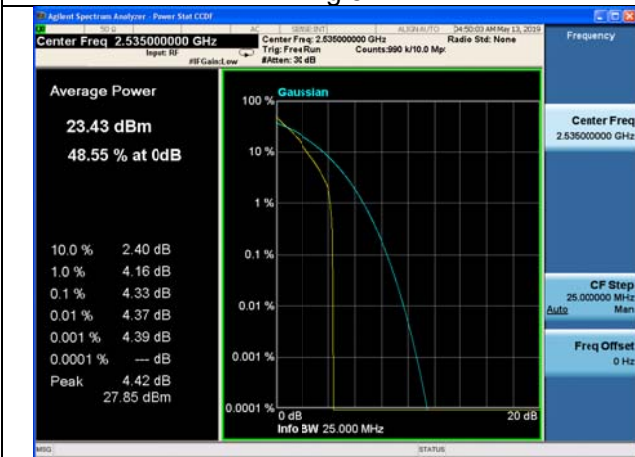 Agilent Spectrum Analyzer - Power Stat CCDF
50 Ω AC SENSE:INT ALIGN AUTO 04:50:03 AM May 13, 2019
Center Freq 2.535000000 GHz
Input: RF
#IFGain:Low
Center Freq: 2.535000000 GHz
Trig: Free Run Counts:990 k/10.0 Mpt
#Atten: 30 dB
Radio Std: None
Frequency
Average Power
23.43 dBm
48.55 % at 0dB
10.0 % 2.40 dB
1.0 % 4.16 dB
0.1 % 4.33 dB
0.01 % 4.37 dB
0.001 % 4.39 dB
0.0001 % --- dB
Peak 4.42 dB
27.85 dBm
Gaussian
100 %
10 %
1 %
0.1 %
0.01 %
0.001 %
0.0001 %
0 dB 20 dB
Info BW 25.000 MHz
Center Freq
2.535000000 GHz
CF Step
25.000000 MHz
Auto Man
Freq Offset
0 Hz
MSG STATUS